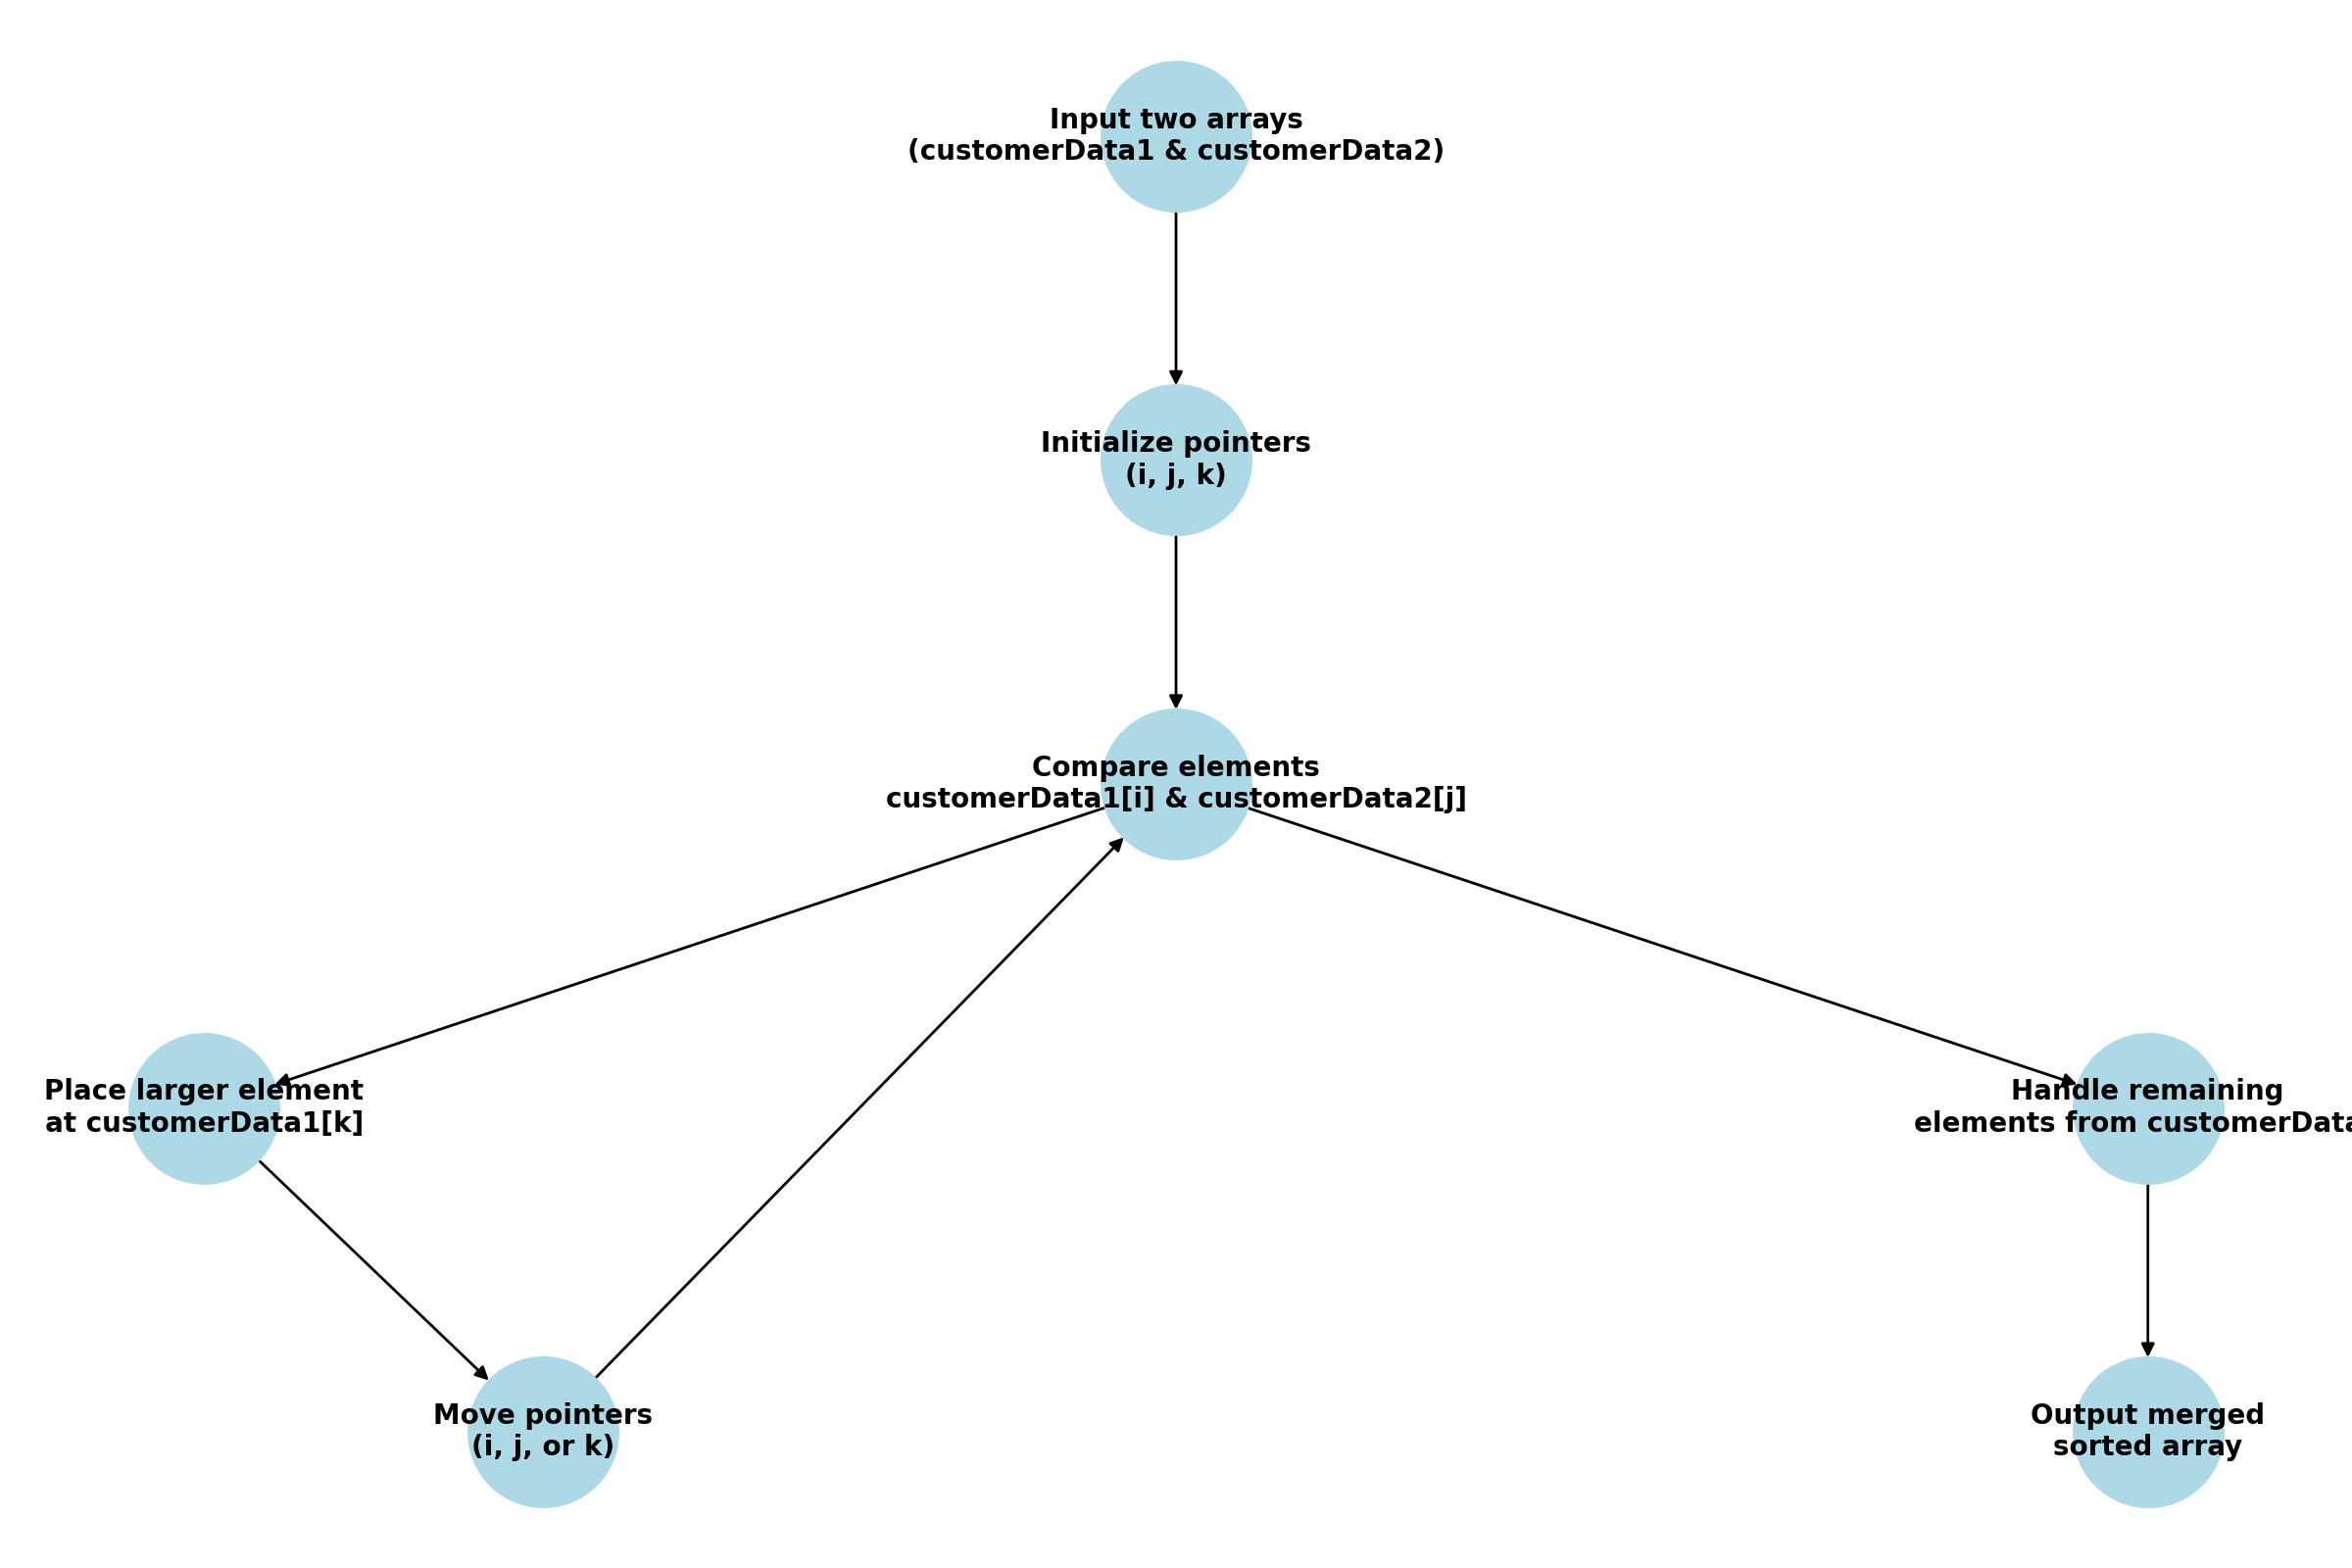 Input two arrays
(customerData1 & customerData2)
Initialize pointers
(i, j, k)
Compare elements
customerData1[i] & customerData2[j]
Place larger element
at customerData1[k]
Handle remaining
elements from customerData
Move pointers
(i, j, or k)
Output merged
sorted array